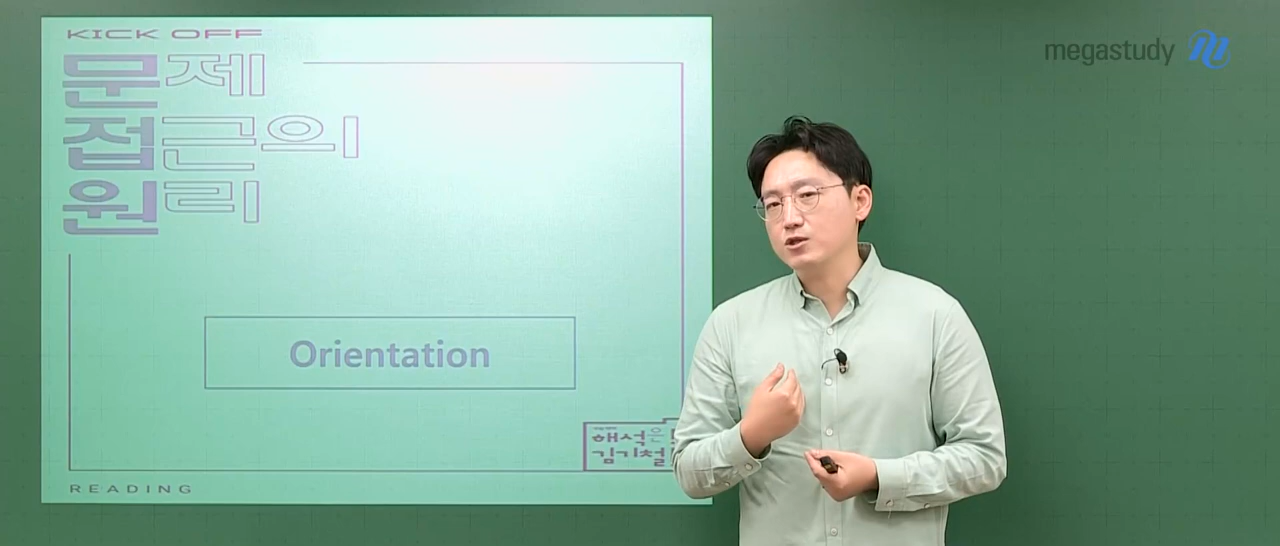 KICK OFF
문제
접근의
원리
Orientation
해석은
김기철
READING
megastudy